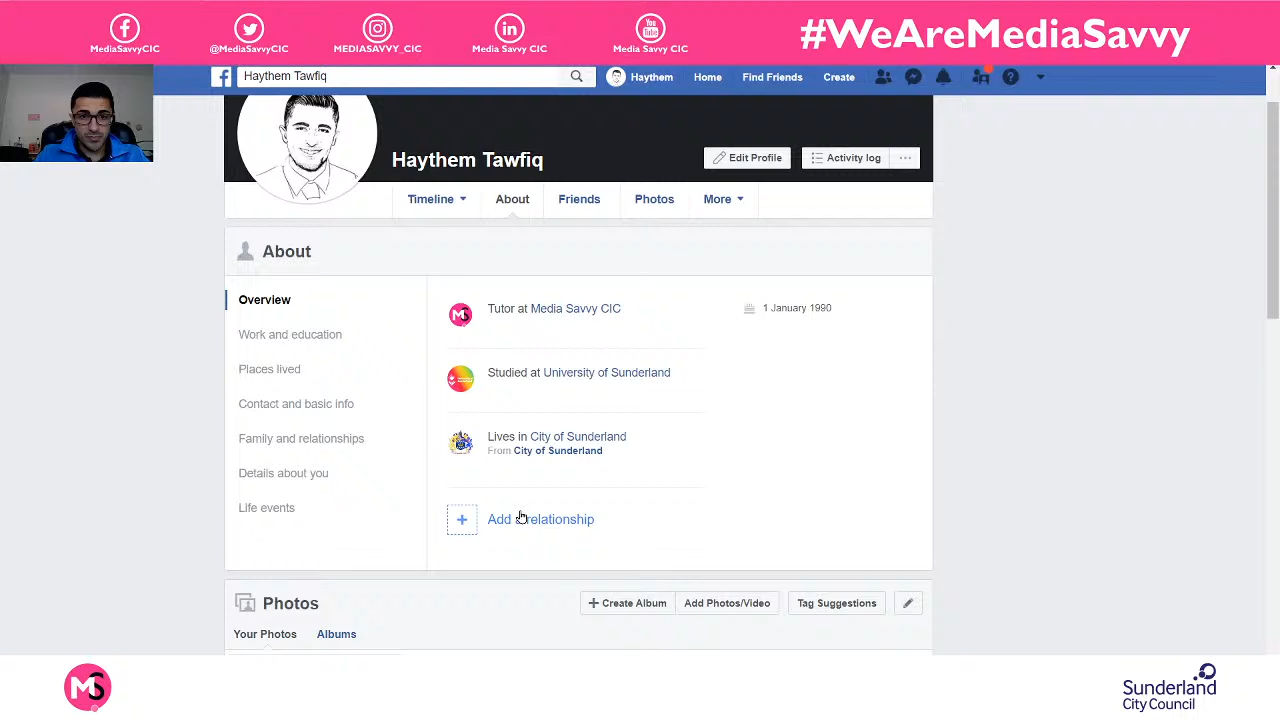 #WeAreMediaSavvy
MediaSavvyCIC
@MediaSavvyCIC
MEDIASAVVY_CIC
Media Savvy CIC
You
Tube
Media Savvy CIC
Haythem Tawfiq
Haythem
Home
Find Friends
Create
Haythem Tawfiq
Edit Profile
Activity log
Timeline
About
Friends
Photos
More
About
Overview
Work and education
Places lived
Contact and basic info
Family and relationships
Details about you
Life events
MS
Tutor at Media Savvy CIC
1 January 1990
Studied at University of Sunderland
Lives in City of Sunderland
From City of Sunderland
Add relationship
Photos
Create Album
Add Photos/Video
Tag Suggestions
Your Photos
Albums
MS
Sunderland
City Council